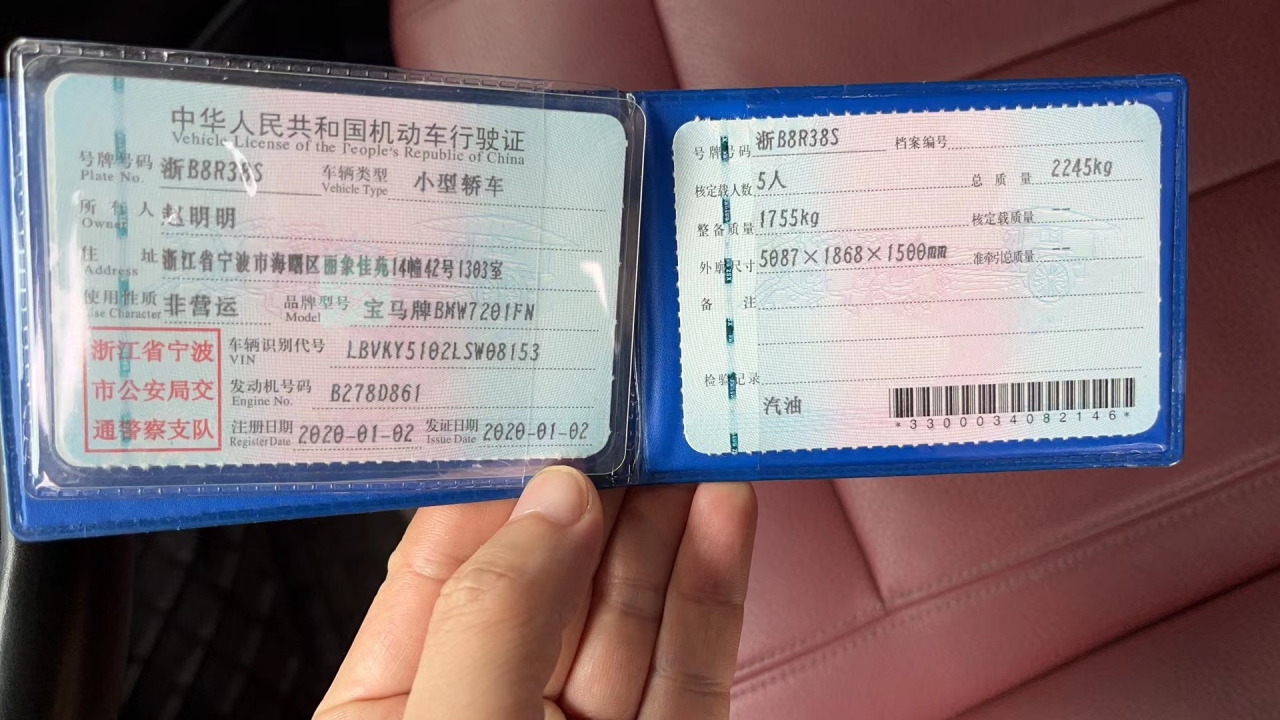 中华人民共和国机动车行驶证
Vehicle License of the People's Republic of China
号牌号码 浙B8R38S 车辆类型 小型轿车
Plate No. Vehicle Type
所有人 赵明明
Owner
住址 浙江省宁波市海曙区丽象佳苑14幢42号1303室
Address
使用性质 非营运 品牌型号 宝马牌BMW7201FN
Use Character Model
浙江省宁波
市公安局交
通警察支队
车辆识别代号 LBVKY5102LSW08153
VIN
发动机号码 B278D861
Engine No.
注册日期 2020-01-02 发证日期 2020-01-02
Register Date Issue Date
号牌号码 浙B8R38S 档案编号
核定载人数 5人 总质量 2245kg
整备质量 1755kg 核定载质量 --
外廓尺寸 5087×1868×1500mm 准牵引总质量 --
备注
检验记录
汽油
*3300034082146*